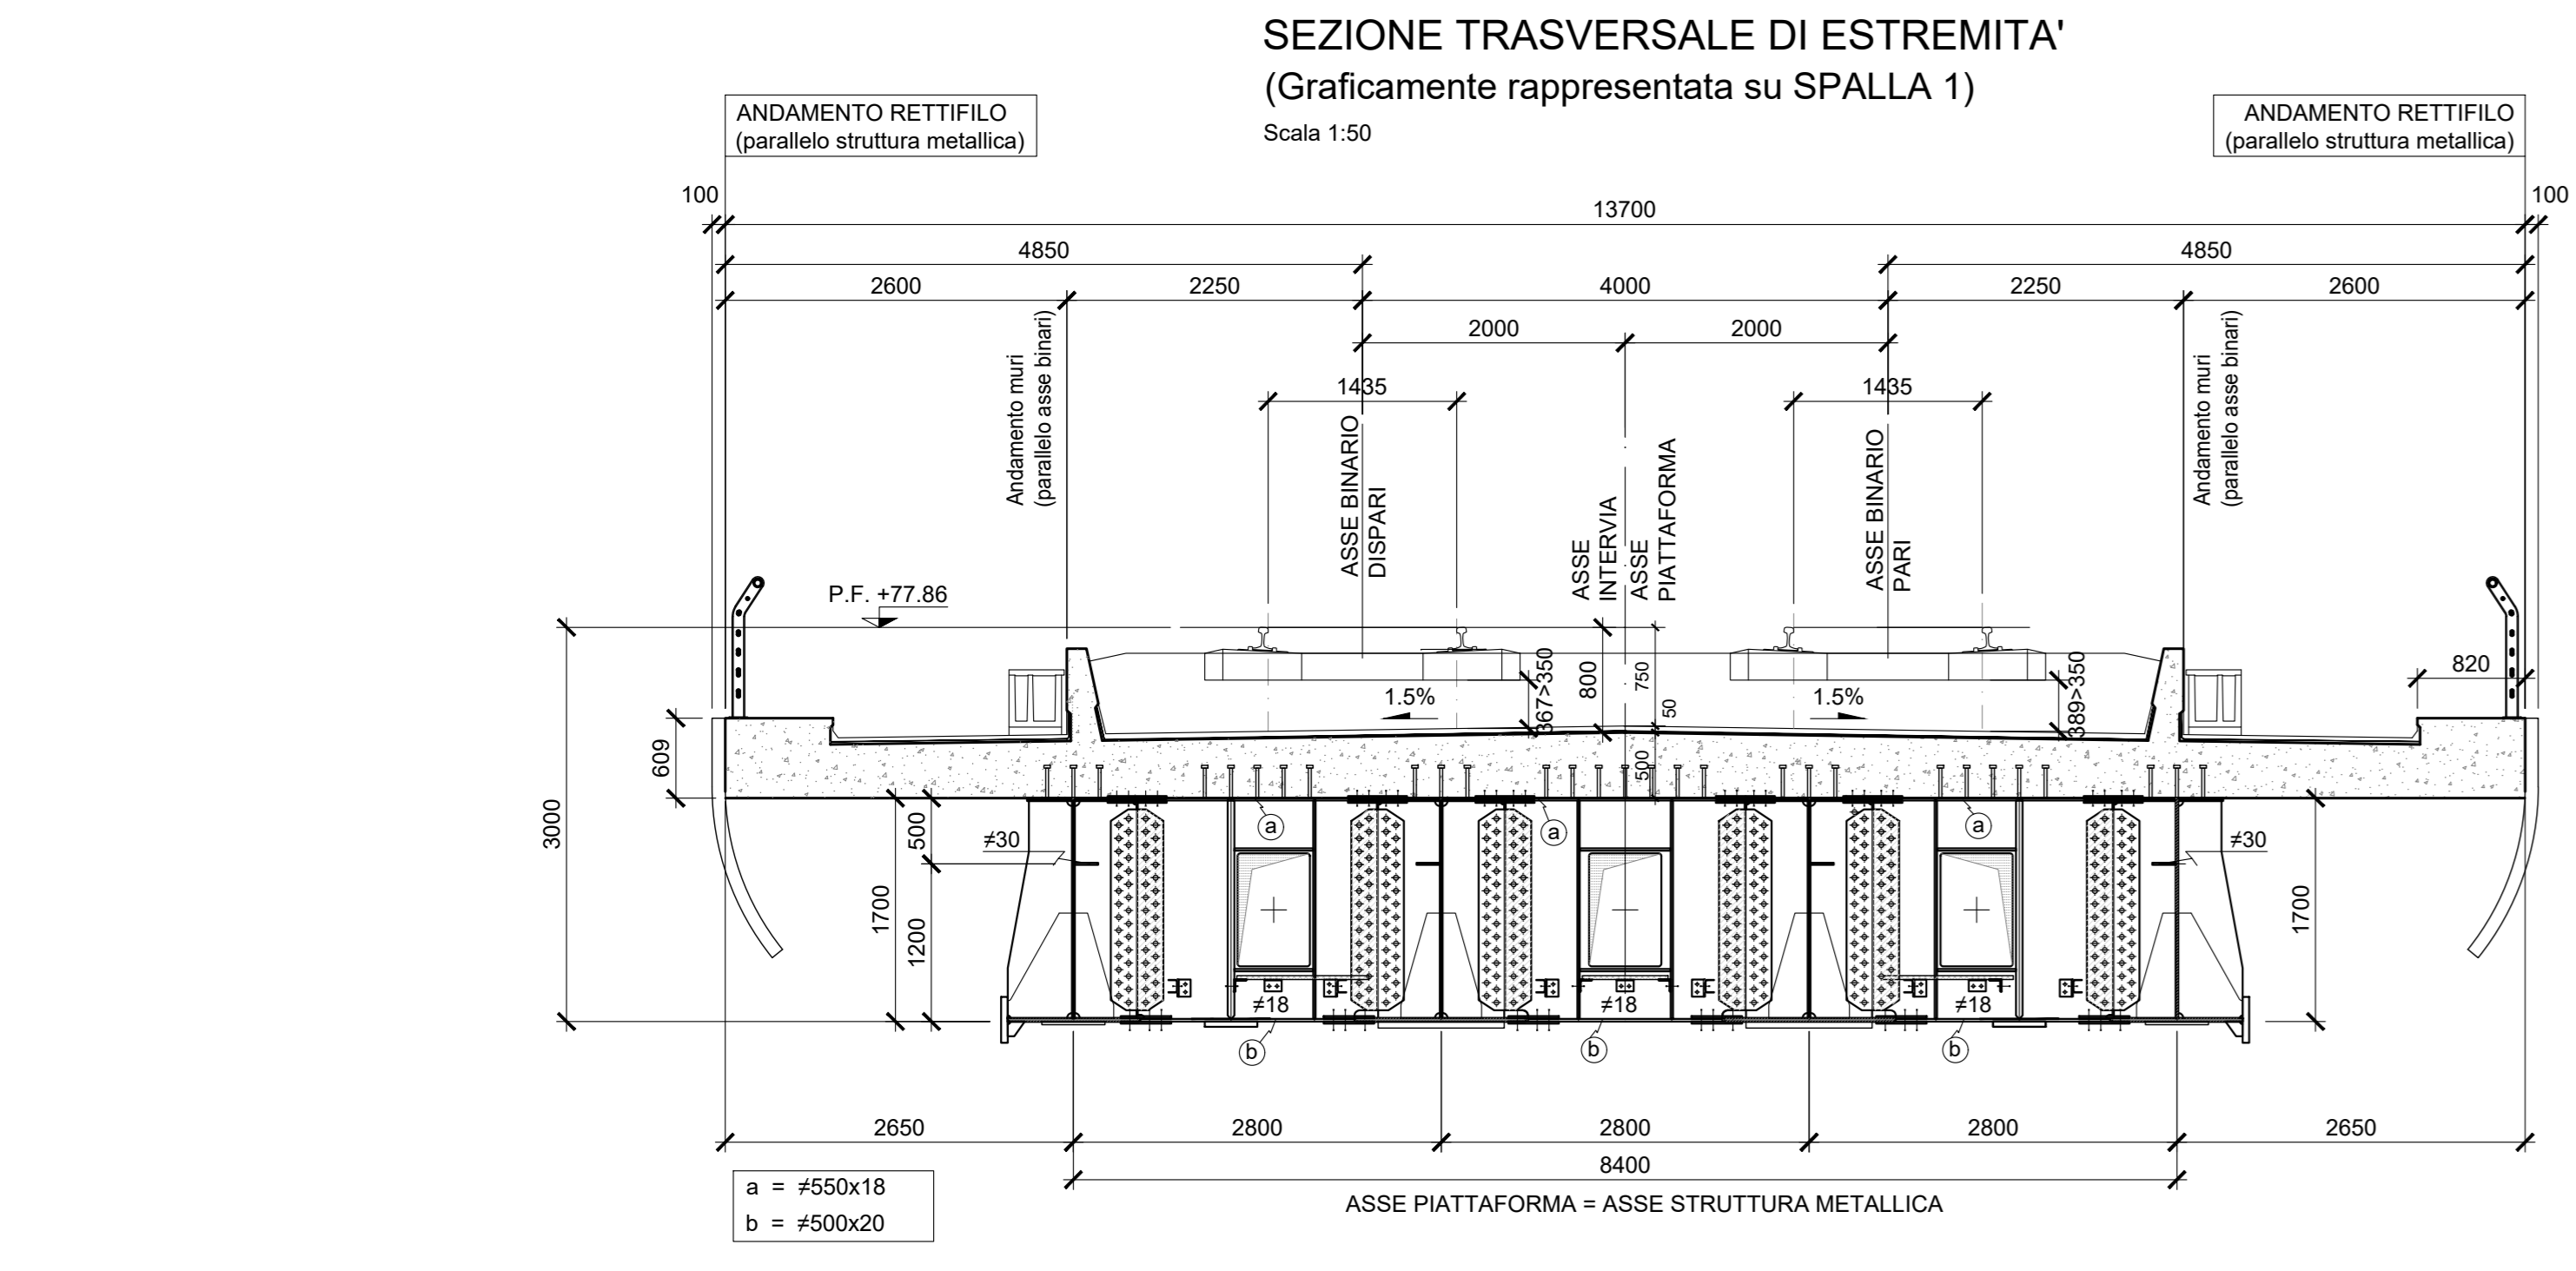 SEZIONE TRASVERSALE DI ESTREMITA'
(Graficamente rappresentata su SPALLA 1)
Scala 1:50
ANDAMENTO RETTIFILO
(parallelo struttura metallica)
ANDAMENTO RETTIFILO
(parallelo struttura metallica)
100
13700
100
4850
4850
2600
2250
4000
2250
2600
2000
2000
1435
1435
Andamento muri
(parallelo asse binari)
ASSE BINARIO
DISPARI
ASSE
INTERVIA
ASSE
PIATTAFORMA
ASSE BINARIO
PARI
Andamento muri
(parallelo asse binari)
P.F. +77.86
820
1.5%
367>350
800
750
50
500
1.5%
389>350
609
3000
1700
500
1200
≠30
a
a
a
≠30
1700
≠18
≠18
≠18
b
b
b
2650
2800
2800
2800
2650
8400
ASSE PIATTAFORMA = ASSE STRUTTURA METALLICA
a = ≠550x18
b = ≠500x20